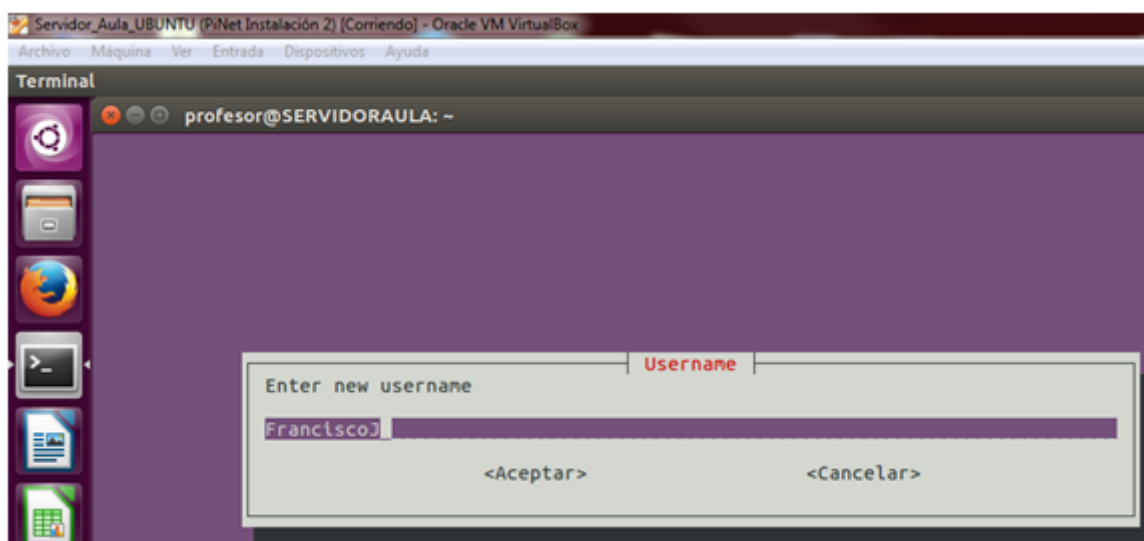 Servidor_Aula_UBUNTU (PiNet Instalación 2) [Corriendo] - Oracle VM VirtualBox
Archivo Máquina Ver Entrada Dispositivos Ayuda
Terminal
profesor@SERVIDORAULA: ~
Username
Enter new username
FranciscoJ_
<Aceptar> <Cancelar>